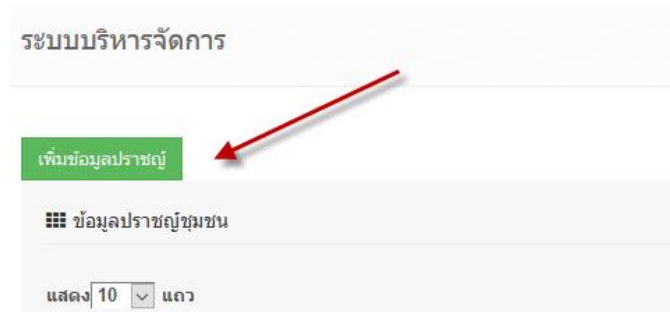 ระบบบริหารจัดการ
เพิ่มข้อมูลปราชญ์
ข้อมูลปราชญ์ชุมชน
แสดง 10 แถว